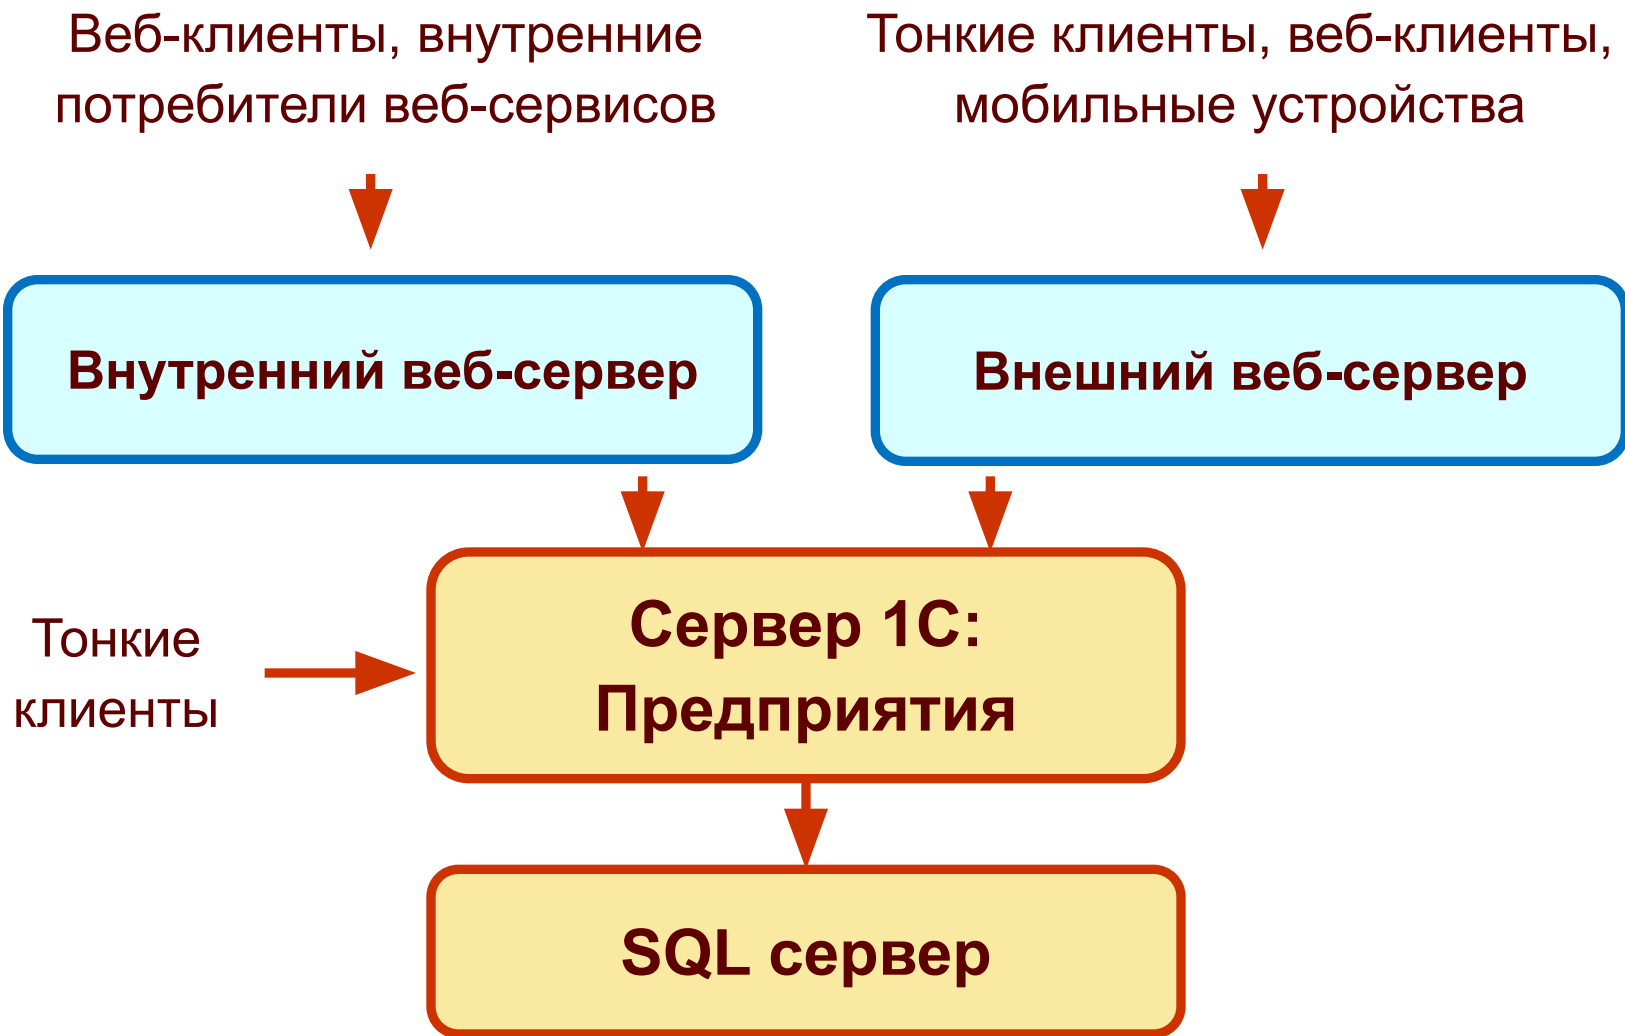 Веб-клиенты, внутренние
потребители веб-сервисов
Тонкие клиенты, веб-клиенты,
мобильные устройства
Внутренний веб-сервер
Внешний веб-сервер
Тонкие
клиенты
Сервер 1С:
Предприятия
SQL сервер